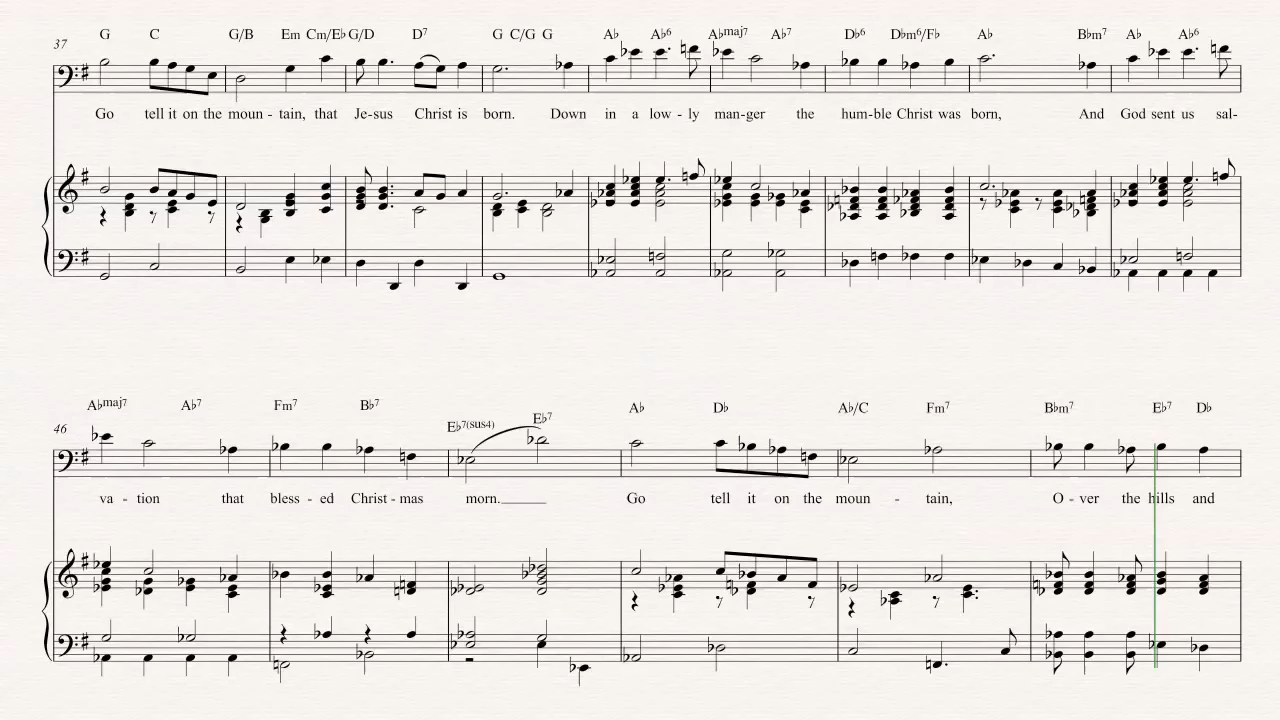 G C G/B Em Cm/E♭ G/D D7 G C/G G A♭ A♭6 A♭maj7 A♭7 D♭6 D♭m6/F♭ A♭ B♭m7 A♭ A♭6
37
Go tell it on the moun - tain, that Je-sus Christ is born. Down in a low - ly man-ger the hum-ble Christ was born, And God sent us sal-
A♭maj7 A♭7 Fm7 B♭7 E♭7(sus4) E♭7 A♭ D♭ A♭/C Fm7 B♭m7 E♭7 D♭
46
va - tion that bless - ed Christ - mas morn. Go tell it on the moun - tain, O - ver the hills and